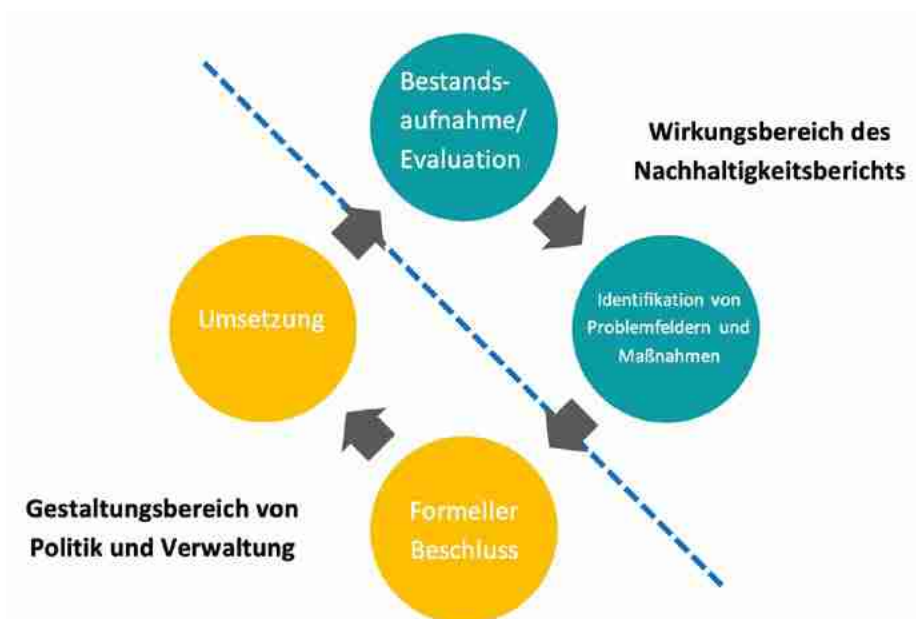 Bestands-
aufnahme/
Evaluation
Wirkungsbereich des
Nachhaltigkeitsberichts
Umsetzung
Identifikation von
Problemfeldern und
Maßnahmen
Gestaltungsbereich von
Politik und Verwaltung
Formeller
Beschluss